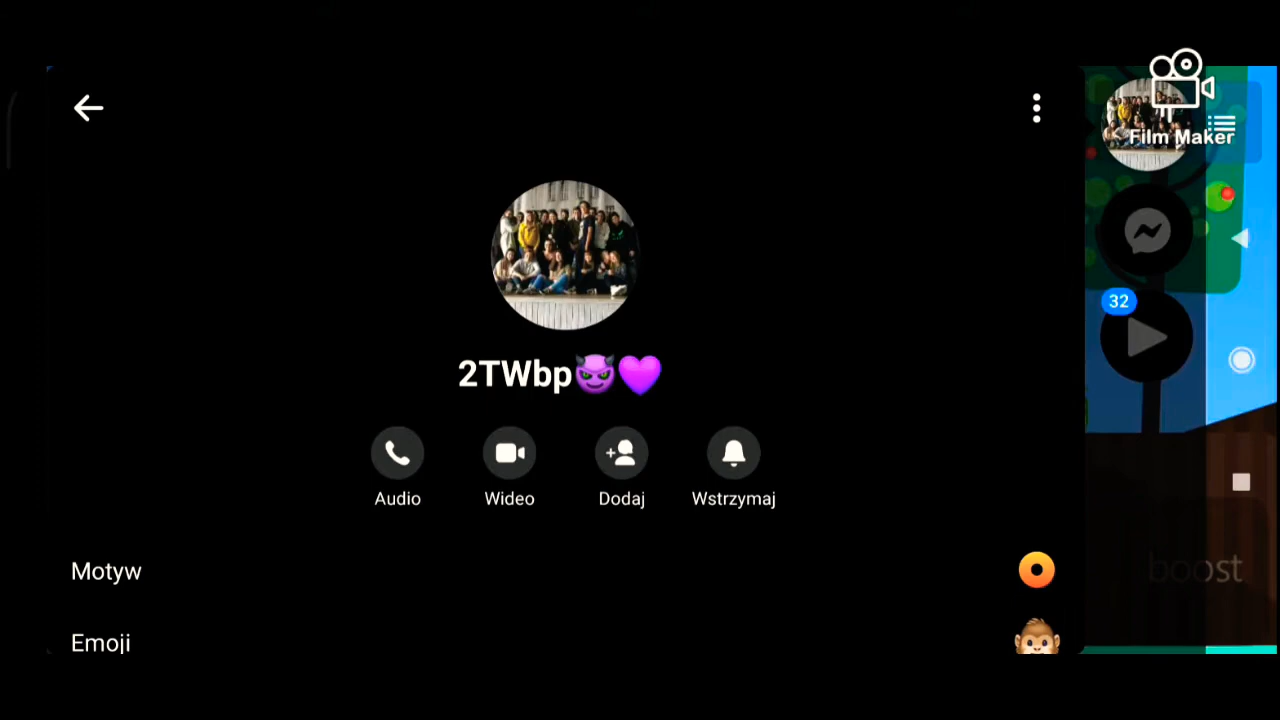 Film Maker
2TWbp😈💜
32
Audio
Wideo
Dodaj
Wstrzymaj
Motyw
boost
Emoji